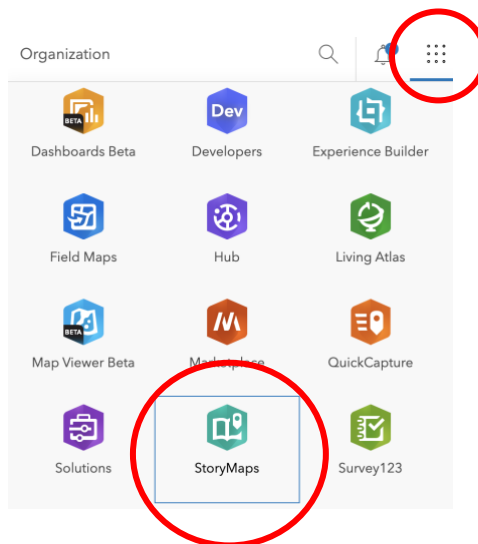 Organization
BETA
Dev
Dashboards Beta
Developers
Experience Builder
Field Maps
Hub
Living Atlas
BETA
Map Viewer Beta
Marketplace
QuickCapture
Solutions
StoryMaps
Survey123